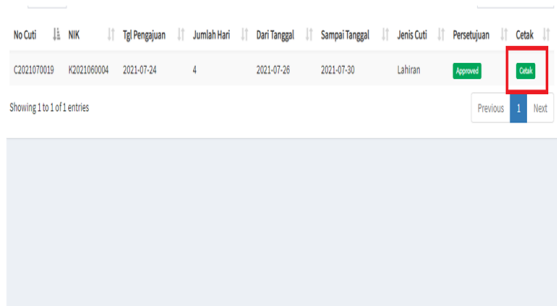 No Cuti NIK Tgl Pengajuan Jumlah Hari Dari Tanggal Sampai Tanggal Jenis Cuti Persetujuan Cetak
C2021070019 K2021060004 2021-07-24 4 2021-07-26 2021-07-30 Lahiran Approved Cetak
Showing 1 to 1 of 1 entries
Previous 1 Next